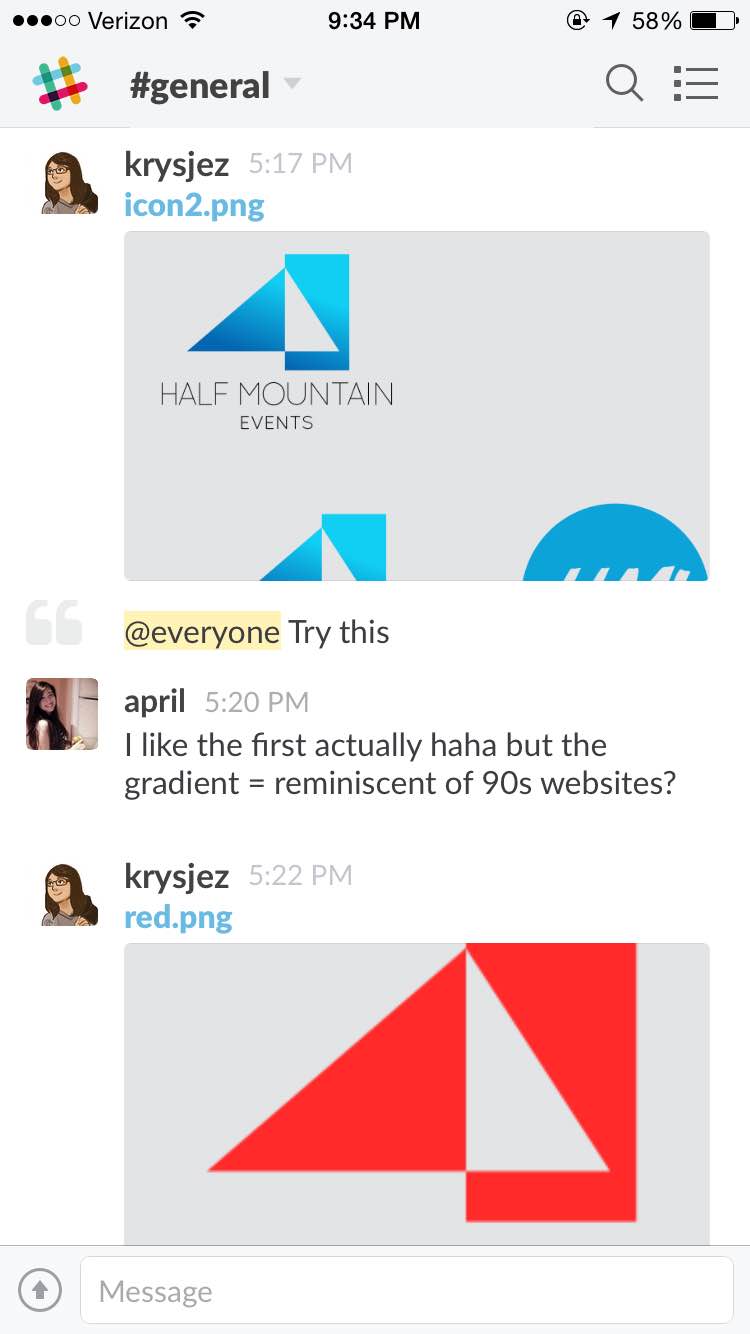 Verizon 9:34 PM 58%
#general
krysjez 5:17 PM
icon2.png
HALF MOUNTAIN
EVENTS
@everyone Try this
april 5:20 PM
I like the first actually haha but the
gradient = reminiscent of 90s websites?
krysjez 5:22 PM
red.png
Message